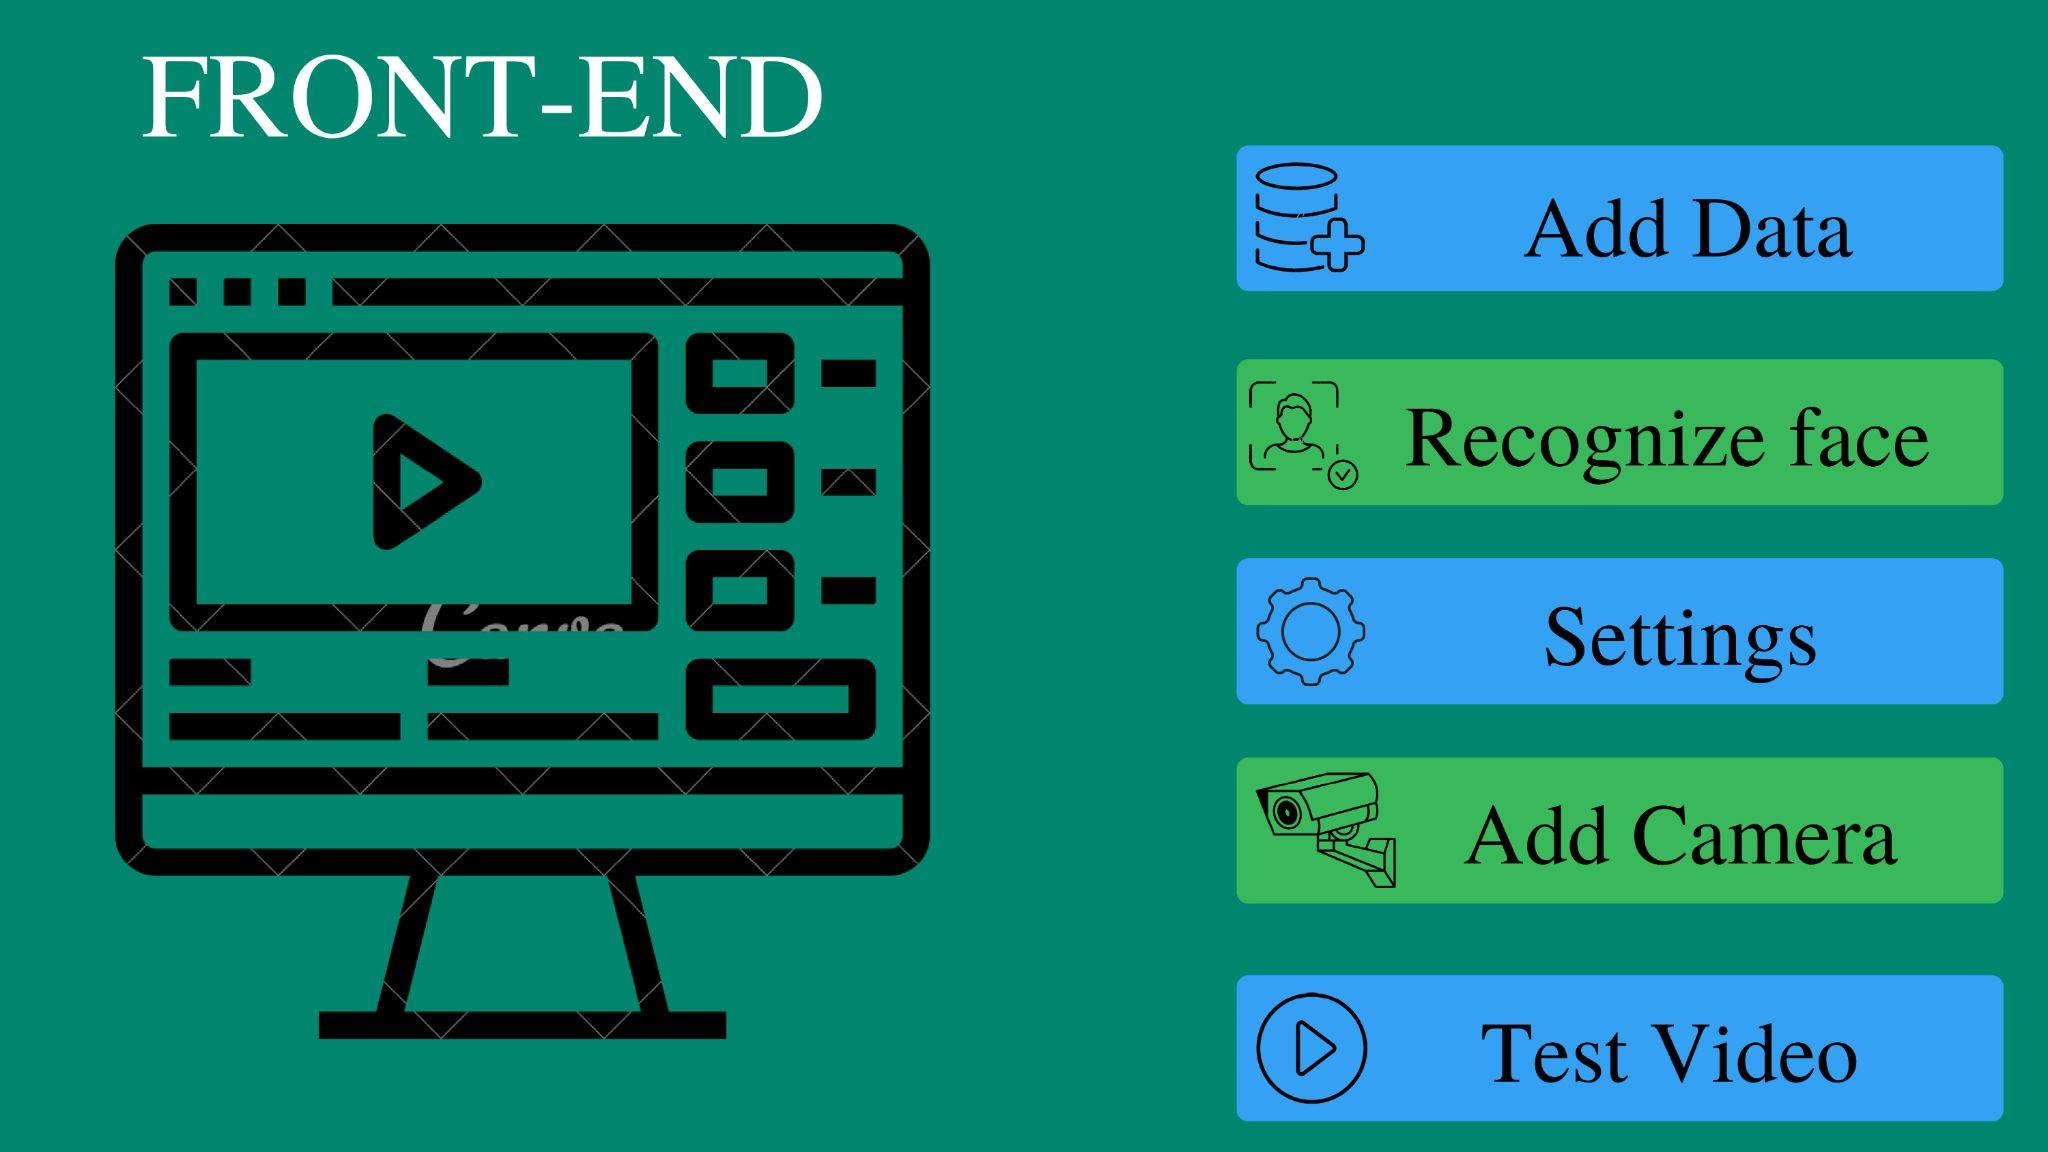 FRONT-END
Add Data
Recognize face
Settings
Add Camera
Test Video